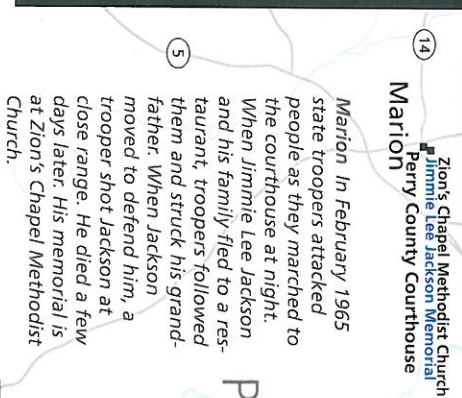 14
Zion's Chapel Methodist Church
Jimmie Lee Jackson Memorial
Perry County Courthouse
Marion
Marion In February 1965
state troopers attacked
people as they marched to
the courthouse at night.
When Jimmie Lee Jackson
and his family fled to a res-
taurant, troopers followed
them and struck his grand-
father. When Jackson
moved to defend him, a
trooper shot Jackson at
close range. He died a few
days later. His memorial is
at Zion's Chapel Methodist
Church.
5
P